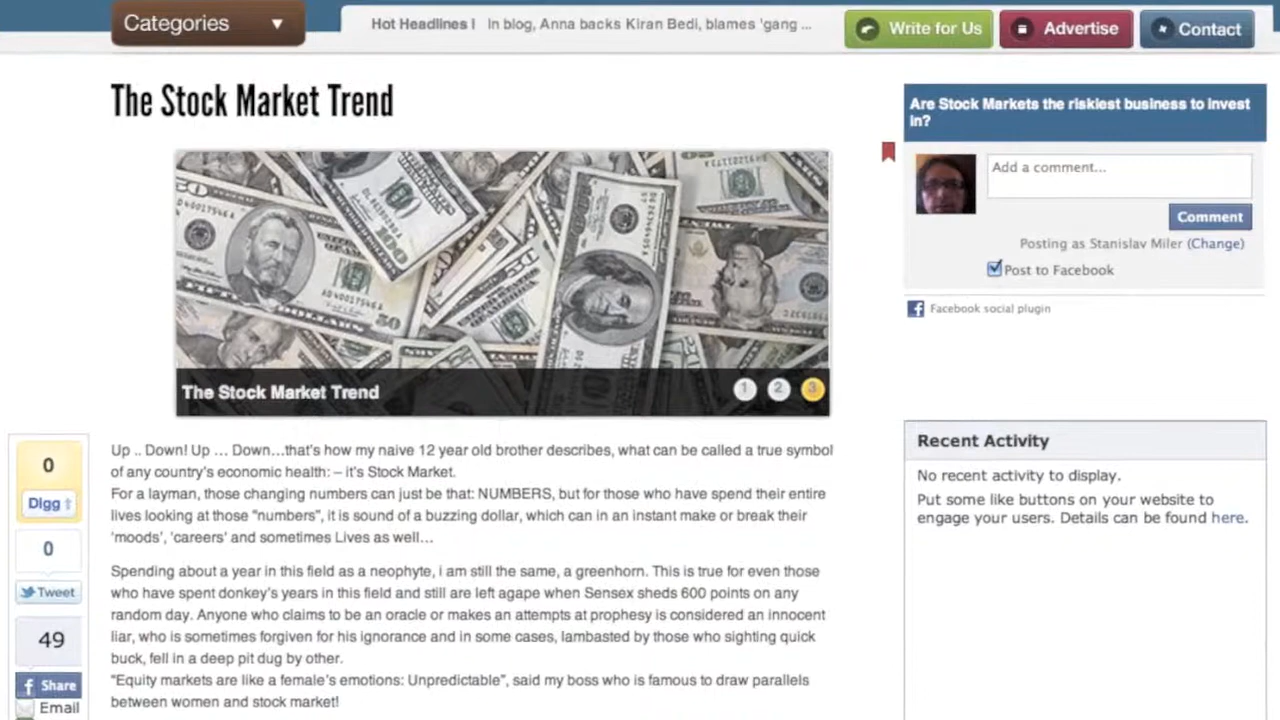 Categories
Hot Headlines !
In blog, Anna backs Kiran Bedi, blames 'gang ...
Write for Us
Advertise
Contact
The Stock Market Trend
The Stock Market Trend
1 2 3
0
Digg
0
Tweet
49
Share
Email
Up .. Down! Up … Down…that's how my naive 12 year old brother describes, what can be called a true symbol
of any country's economic health: – it's Stock Market.
For a layman, those changing numbers can just be that: NUMBERS, but for those who have spend their entire
lives looking at those "numbers", it is sound of a buzzing dollar, which can in an instant make or break their
'moods', 'careers' and sometimes Lives as well…
Spending about a year in this field as a neophyte, i am still the same, a greenhorn. This is true for even those
who have spent donkey's years in this field and still are left agape when Sensex sheds 600 points on any
random day. Anyone who claims to be an oracle or makes an attempts at prophesy is considered an innocent
liar, who is sometimes forgiven for his ignorance and in some cases, lambasted by those who sighting quick
buck, fell in a deep pit dug by other.
"Equity markets are like a female's emotions: Unpredictable", said my boss who is famous to draw parallels
between women and stock market!
Are Stock Markets the riskiest business to invest
in?
Add a comment...
Comment
Posting as Stanislav Miler (Change)
Post to Facebook
Facebook social plugin
Recent Activity
No recent activity to display.
Put some like buttons on your website to
engage your users. Details can be found here.